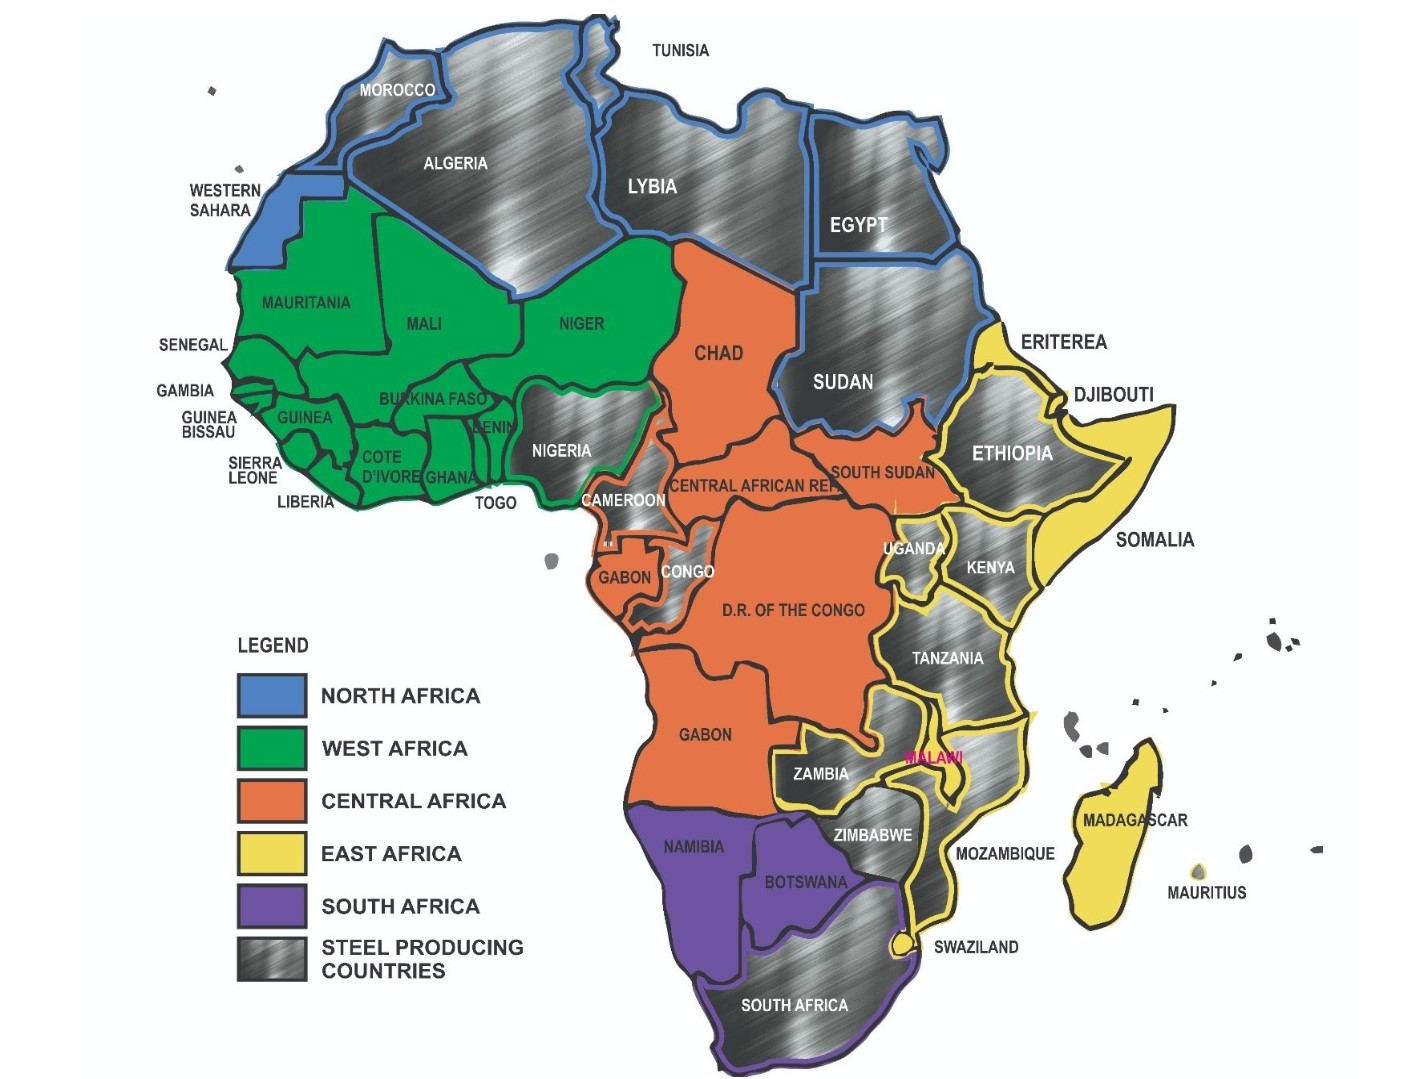 TUNISIA
MOROCCO
ALGERIA
LYBIA
EGYPT
WESTERN
SAHARA
MAURITANIA
MALI
NIGER
CHAD
SUDAN
ERITEREA
DJIBOUTI
SENEGAL
GAMBIA
GUINEA
BISSAU
GUINEA
BURKINA FASO
BENIN
NIGERIA
ETHIOPIA
SIERRA
LEONE
COTE
D'IVORE
GHANA
LIBERIA
TOGO
CAMEROON
CENTRAL AFRICAN REP
SOUTH SUDAN
SOMALIA
UGANDA
KENYA
GABON
CONGO
D.R. OF THE CONGO
TANZANIA
GABON
ZAMBIA
MALAWI
ZIMBABWE
MOZAMBIQUE
MADAGASCAR
MAURITIUS
NAMIBIA
BOTSWANA
SWAZILAND
SOUTH AFRICA
LEGEND
NORTH AFRICA
WEST AFRICA
CENTRAL AFRICA
EAST AFRICA
SOUTH AFRICA
STEEL PRODUCING
COUNTRIES